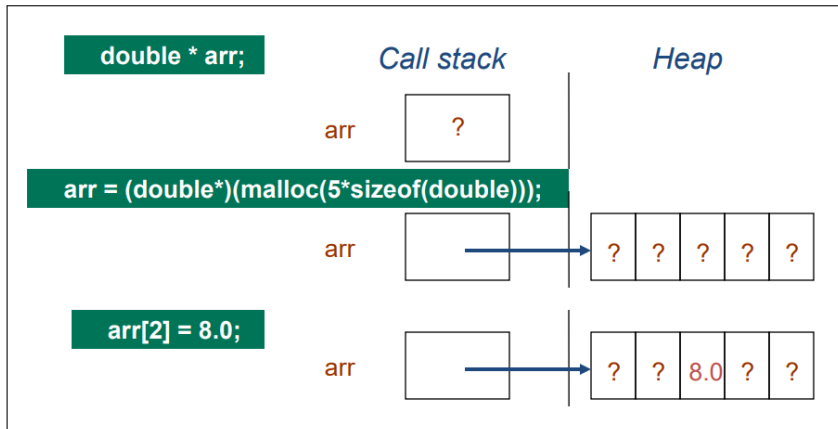 double * arr;
Call stack
Heap
arr
?
arr = (double*)(malloc(5*sizeof(double)));
arr
? ? ? ? ?
arr[2] = 8.0;
arr
? ? 8.0 ? ?